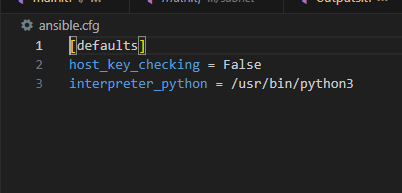 ansible.cfg
1 [defaults]
2 host_key_checking = False
3 interpreter_python = /usr/bin/python3